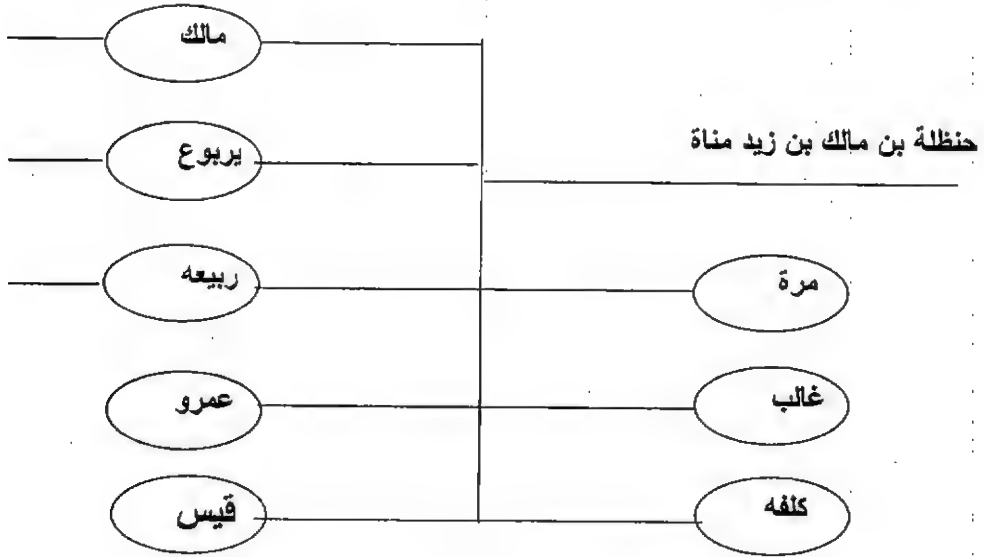 مالك
حنظلة بن مالك بن زيد مناة
يربوع
مرة
ربيعه
غالب
عمرو
كلفه
قيس